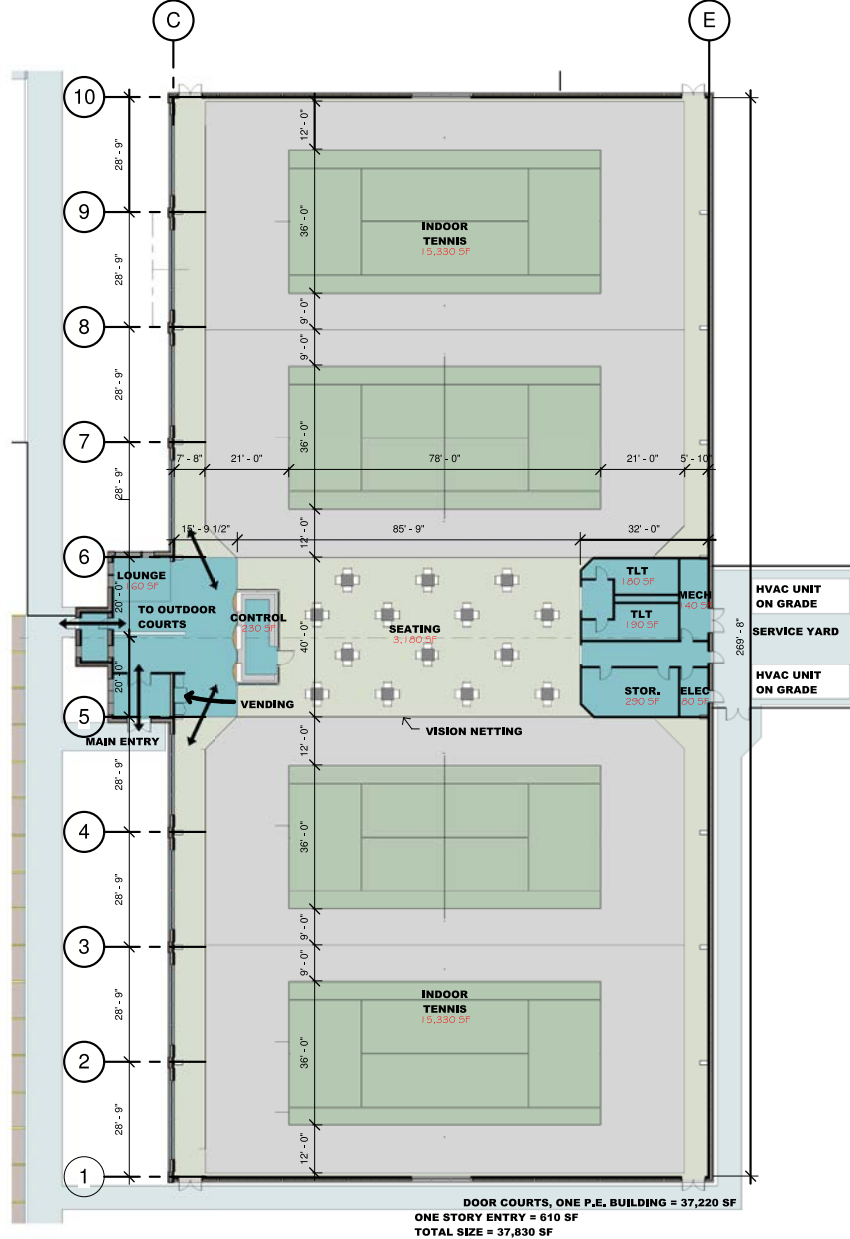 C
E
10
9
8
7
6
5
4
3
2
1
28' - 9"
28' - 9"
28' - 9"
28' - 9"
20' - 0"
20' - 10"
28' - 9"
28' - 9"
28' - 9"
28' - 9"
12' - 0"
36' - 0"
9' - 0"
9' - 0"
36' - 0"
12' - 0"
40' - 0"
12' - 0"
36' - 0"
9' - 0"
9' - 0"
36' - 0"
12' - 0"
INDOOR
TENNIS
15,330 SF
7' - 8"
21' - 0"
78' - 0"
21' - 0"
5' - 10"
15' - 9 1/2"
85' - 9"
32' - 0"
269' - 8"
LOUNGE
160 SF
TO OUTDOOR
COURTS
CONTROL
230 SF
SEATING
3,180 SF
TLT
180 SF
TLT
190 SF
MECH
STOR.
290 SF
ELEC
80 SF
HVAC UNIT
ON GRADE
SERVICE YARD
HVAC UNIT
ON GRADE
VENDING
MAIN ENTRY
VISION NETTING
INDOOR
TENNIS
15,330 SF
DOOR COURTS, ONE P.E. BUILDING = 37,220 SF
ONE STORY ENTRY = 610 SF
TOTAL SIZE = 37,830 SF